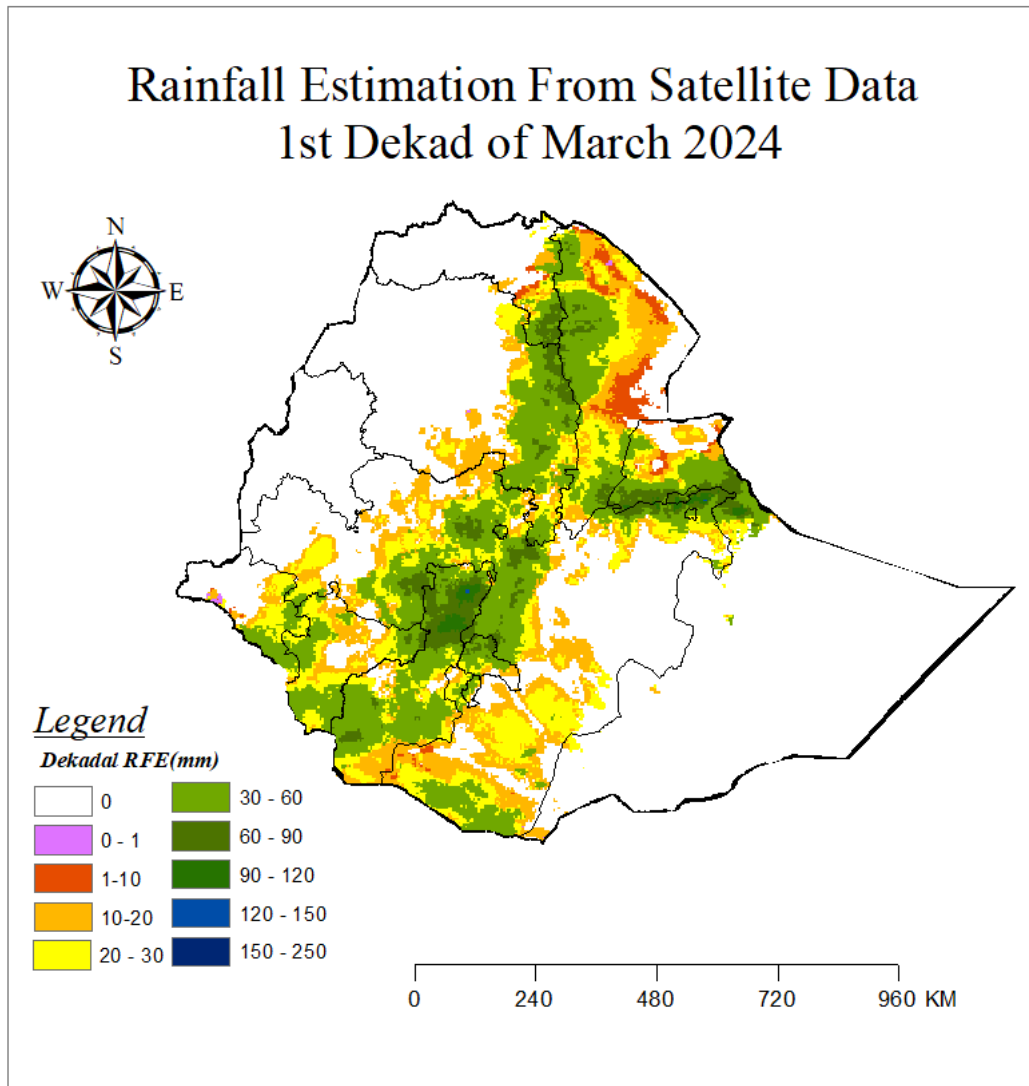 Rainfall Estimation From Satellite Data
1st Dekad of March 2024
N
W
E
S
Legend
Dekadal RFE(mm)
0
0 - 1
1-10
10-20
20 - 30
30 - 60
60 - 90
90 - 120
120 - 150
150 - 250
0 240 480 720 960 KM